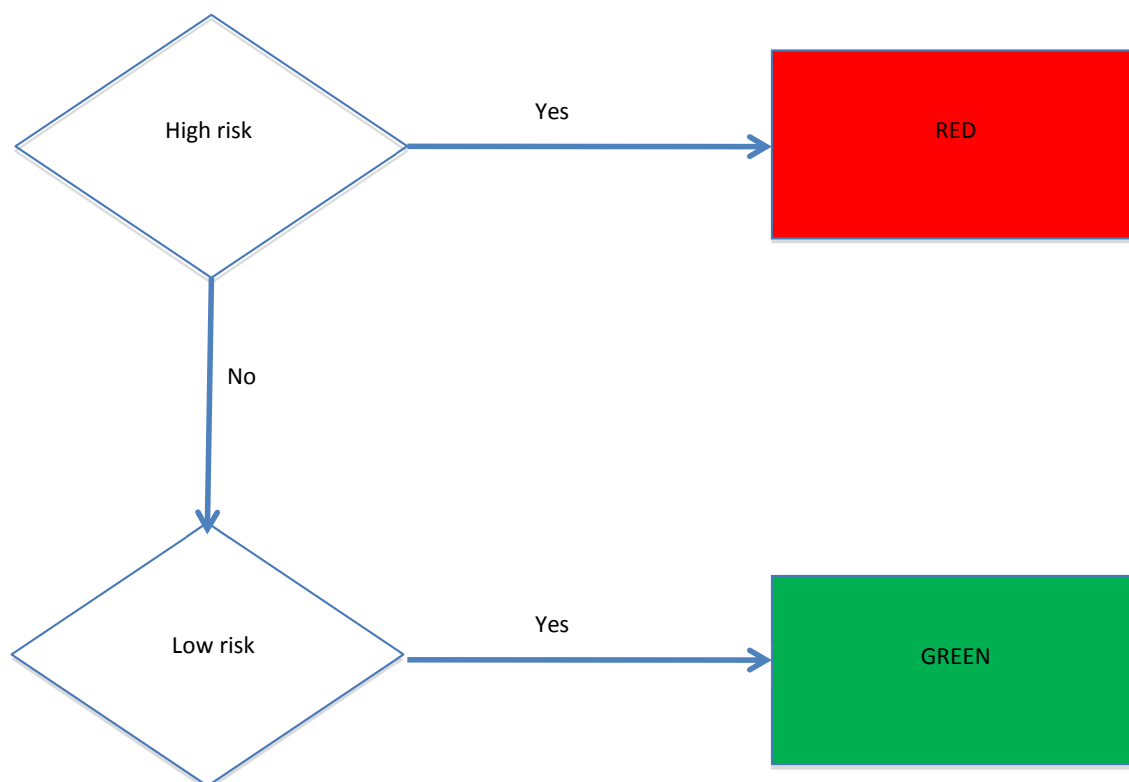 High risk
Yes
RED
No
Low risk
Yes
GREEN